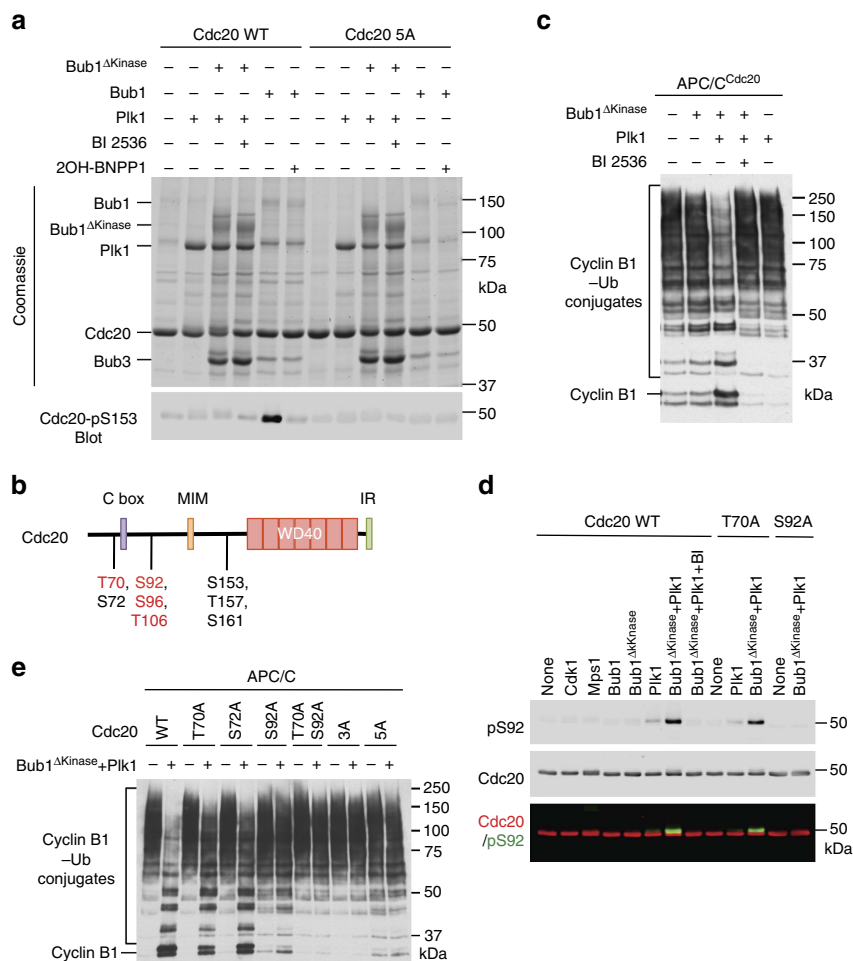 a
Cdc20 WT Cdc20 5A
Bub1ΔKinase – – + + – – – – + + – –
Bub1 – – – – + + – – – – + +
Plk1 – + + + – – – + + + – –
BI 2536 – – – + – – – – – + – –
2OH-BNPP1 – – – – – + – – – – – +
Coomassie
Bub1
Bub1ΔKinase
Plk1
Cdc20
Bub3
150
100
75
kDa
50
37
Cdc20-pS153
Blot
50
b
C box MIM IR
Cdc20 WD40
T70, S92, S153,
S72 S96, T157,
T106 S161
c
APC/CCdc20
Bub1ΔKinase – + + + –
Plk1 – – + + +
BI 2536 – – – + –
250
150
100
75
50
37
kDa
Cyclin B1
–Ub
conjugates
Cyclin B1
d
Cdc20 WT T70A S92A
None
Cdk1
Mps1
Bub1
Bub1ΔkKnase
Plk1
Bub1ΔKinase+Plk1
Bub1ΔKinase+Plk1+BI
None
Plk1
Bub1ΔKinase+Plk1
None
Bub1ΔKinase+Plk1
pS92 50
Cdc20 50
Cdc20
/pS92
50
kDa
e
APC/C
Cdc20
WT
T70A
S72A
S92A
T70A
S92A
3A
5A
Bub1ΔKinase+Plk1 – + – + – + – + – + – + – +
250
150
100
75
50
37
kDa
Cyclin B1
–Ub
conjugates
Cyclin B1